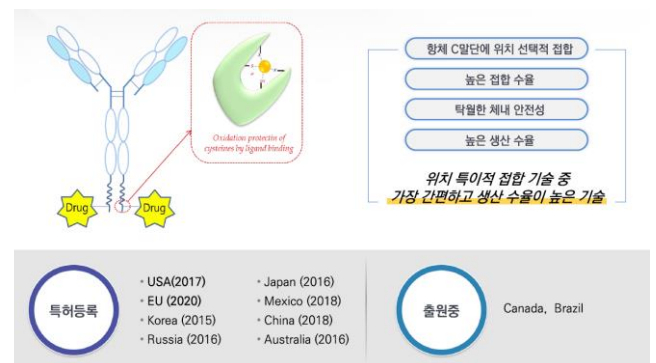 Drug
Drug
Oxidation protectin of
cysteines by ligand binding
항체 C말단에 위치 선택적 접합
높은 접합 수율
탁월한 체내 안전성
높은 생산 수율
위치 특이적 접합 기술 중
가장 간편하고 생산 수율이 높은 기술
특허등록
• USA(2017)
• EU (2020)
• Korea (2015)
• Russia (2016)
• Japan (2016)
• Mexico (2018)
• China (2018)
• Australia (2016)
출원중
Canada, Brazil